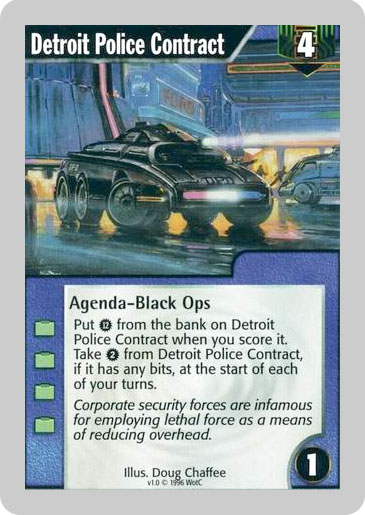 Detroit Police Contract
4
Agenda-Black Ops
Put 12 from the bank on Detroit
Police Contract when you score it.
Take 2 from Detroit Police Contract,
if it has any bits, at the start of each
of your turns.
Corporate security forces are infamous
for employing lethal force as a means
of reducing overhead.
1
Illus. Doug Chaffee
v1.0 © 1996 WotC